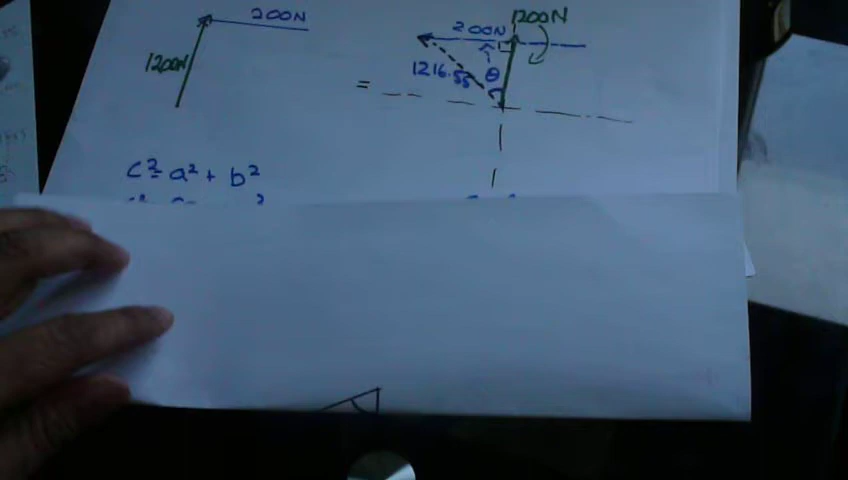 200N
1200N
200N
1200N
1216.55
θ
=
c² = a² + b²